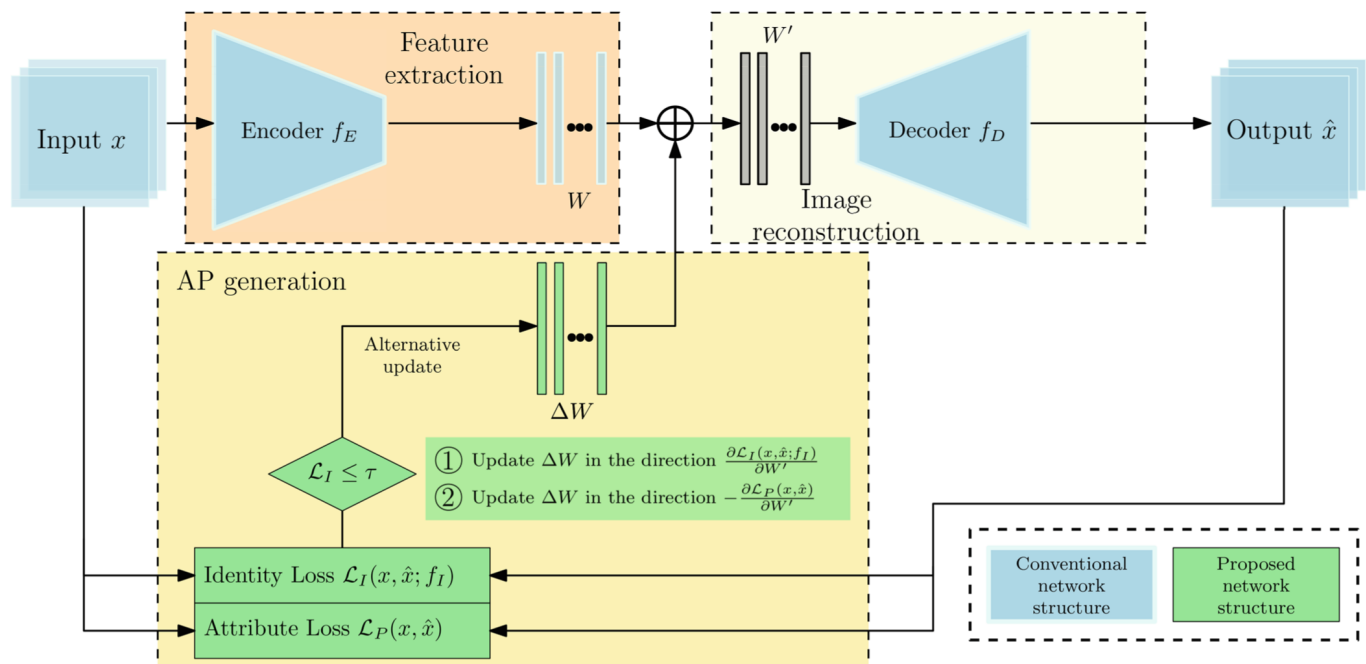 Input x
Feature
extraction
Encoder f_E
W
W′
Decoder f_D
Image
reconstruction
Output x̂
AP generation
Alternative
update
ΔW
ℒ_I ≤ τ
① Update ΔW in the direction ∂ℒ_I(x,x̂;f_I)/∂W′
② Update ΔW in the direction −∂ℒ_P(x,x̂)/∂W′
Identity Loss ℒ_I(x, x̂; f_I)
Attribute Loss ℒ_P(x, x̂)
Conventional
network
structure
Proposed
network
structure